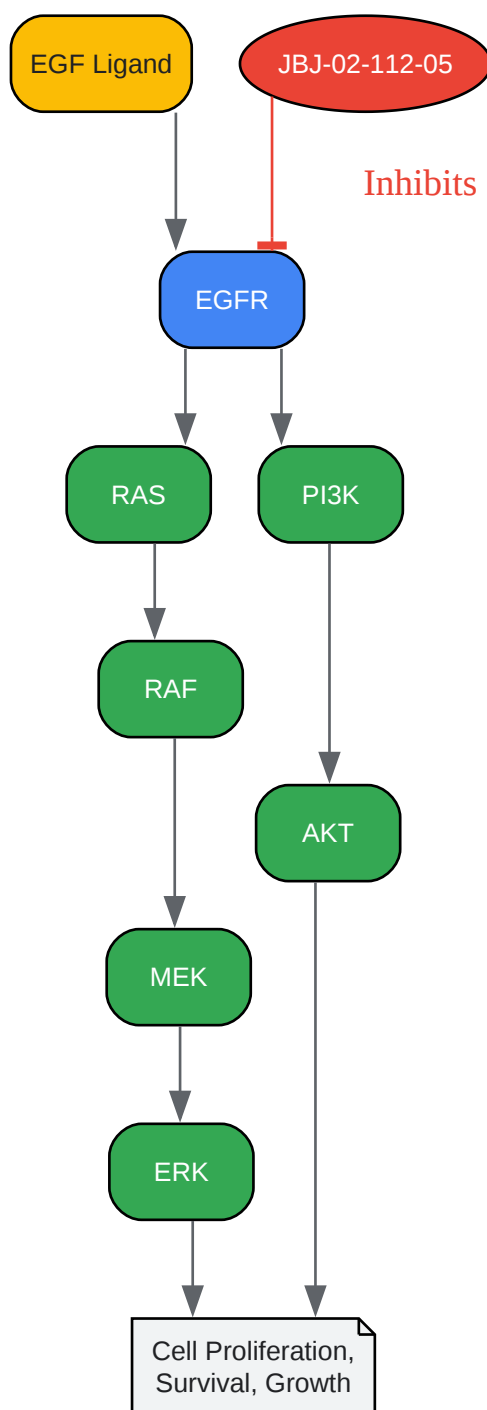 EGF Ligand
JBJ-02-112-05
Inhibits
EGFR
RAS
PI3K
RAF
AKT
MEK
ERK
Cell Proliferation,
Survival, Growth